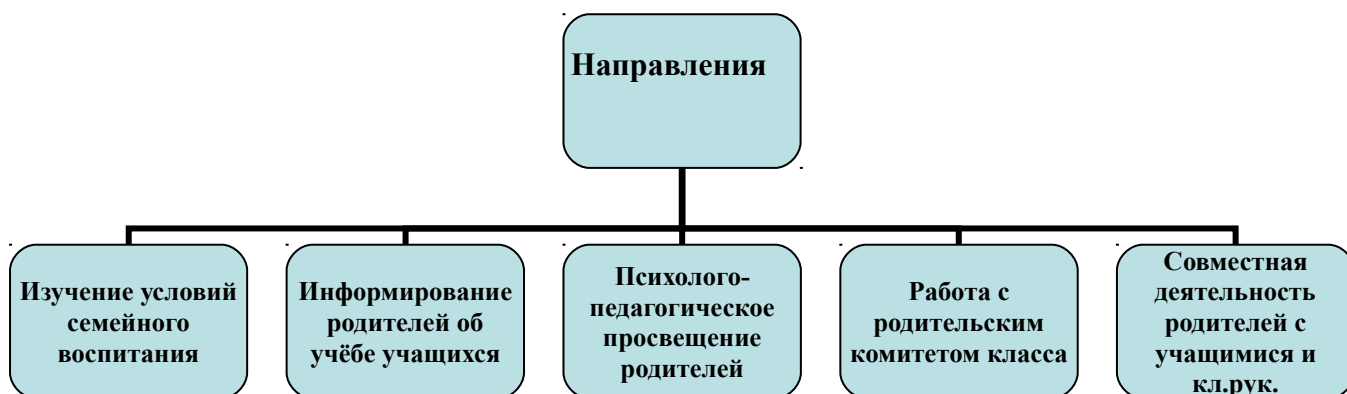 Направления
Изучение условий
семейного
воспитания
Информирование
родителей об
учёбе учащихся
Психолого-
педагогическое
просвещение
родителей
Работа с
родительским
комитетом класса
Совместная
деятельность
родителей с
учащимися и
кл.рук.